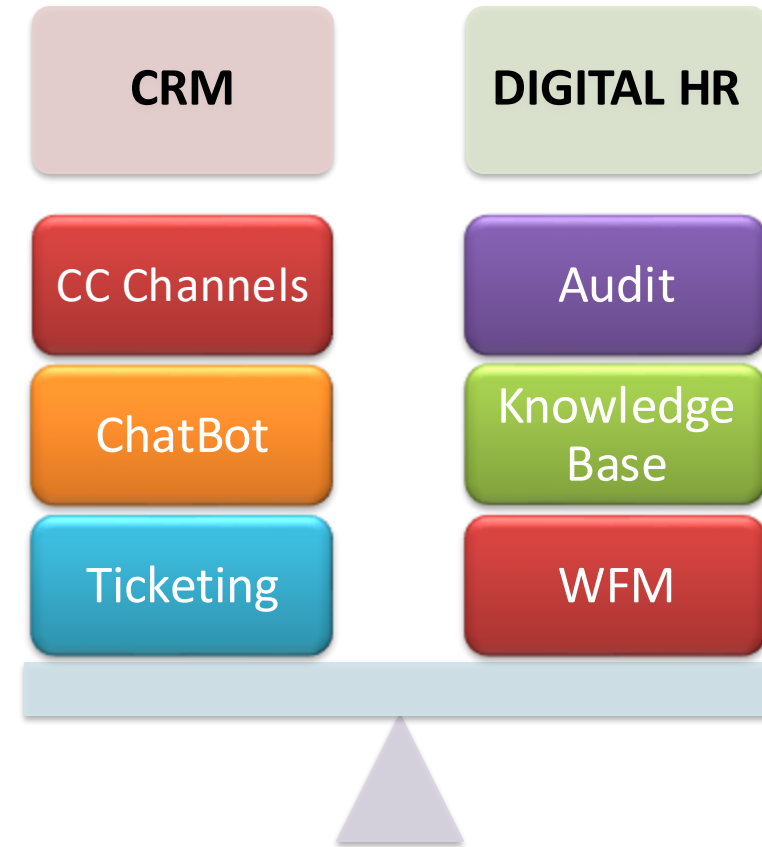 CRM
DIGITAL HR
CC Channels
Audit
ChatBot
Knowledge
Base
Ticketing
WFM